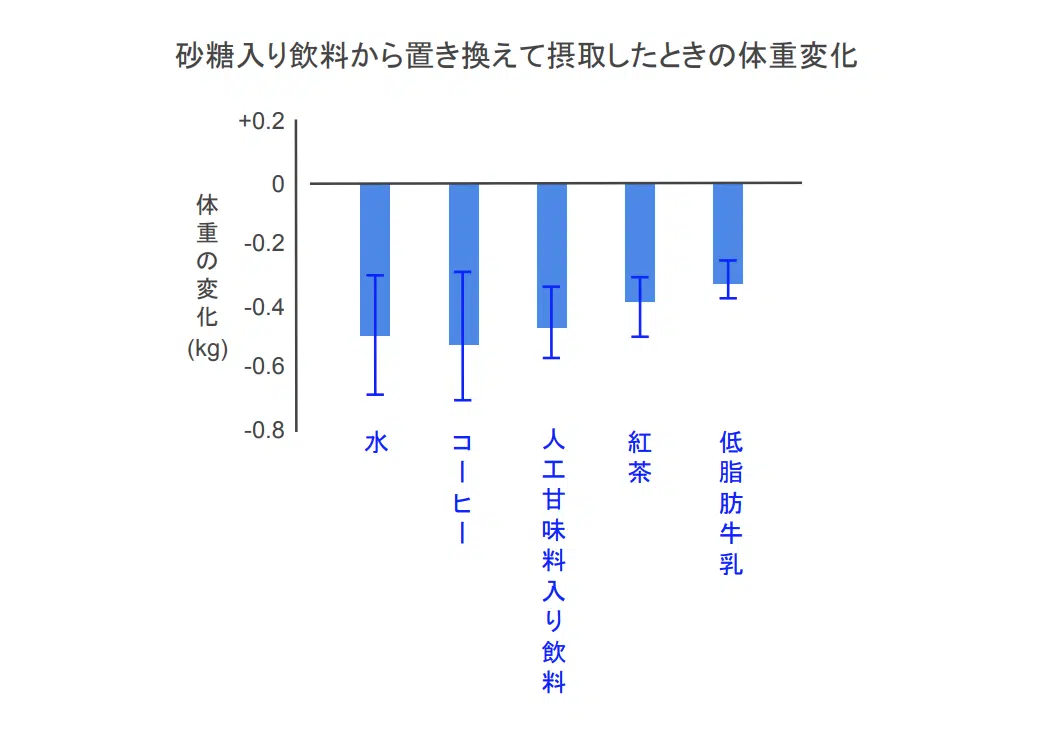 砂糖入り飲料から置き換えて摂取したときの体重変化
+0.2
0
-0.2
-0.4
-0.6
-0.8
体重の変化
(kg)
水
コーヒー
人工甘味料入り飲料
紅茶
低脂肪牛乳